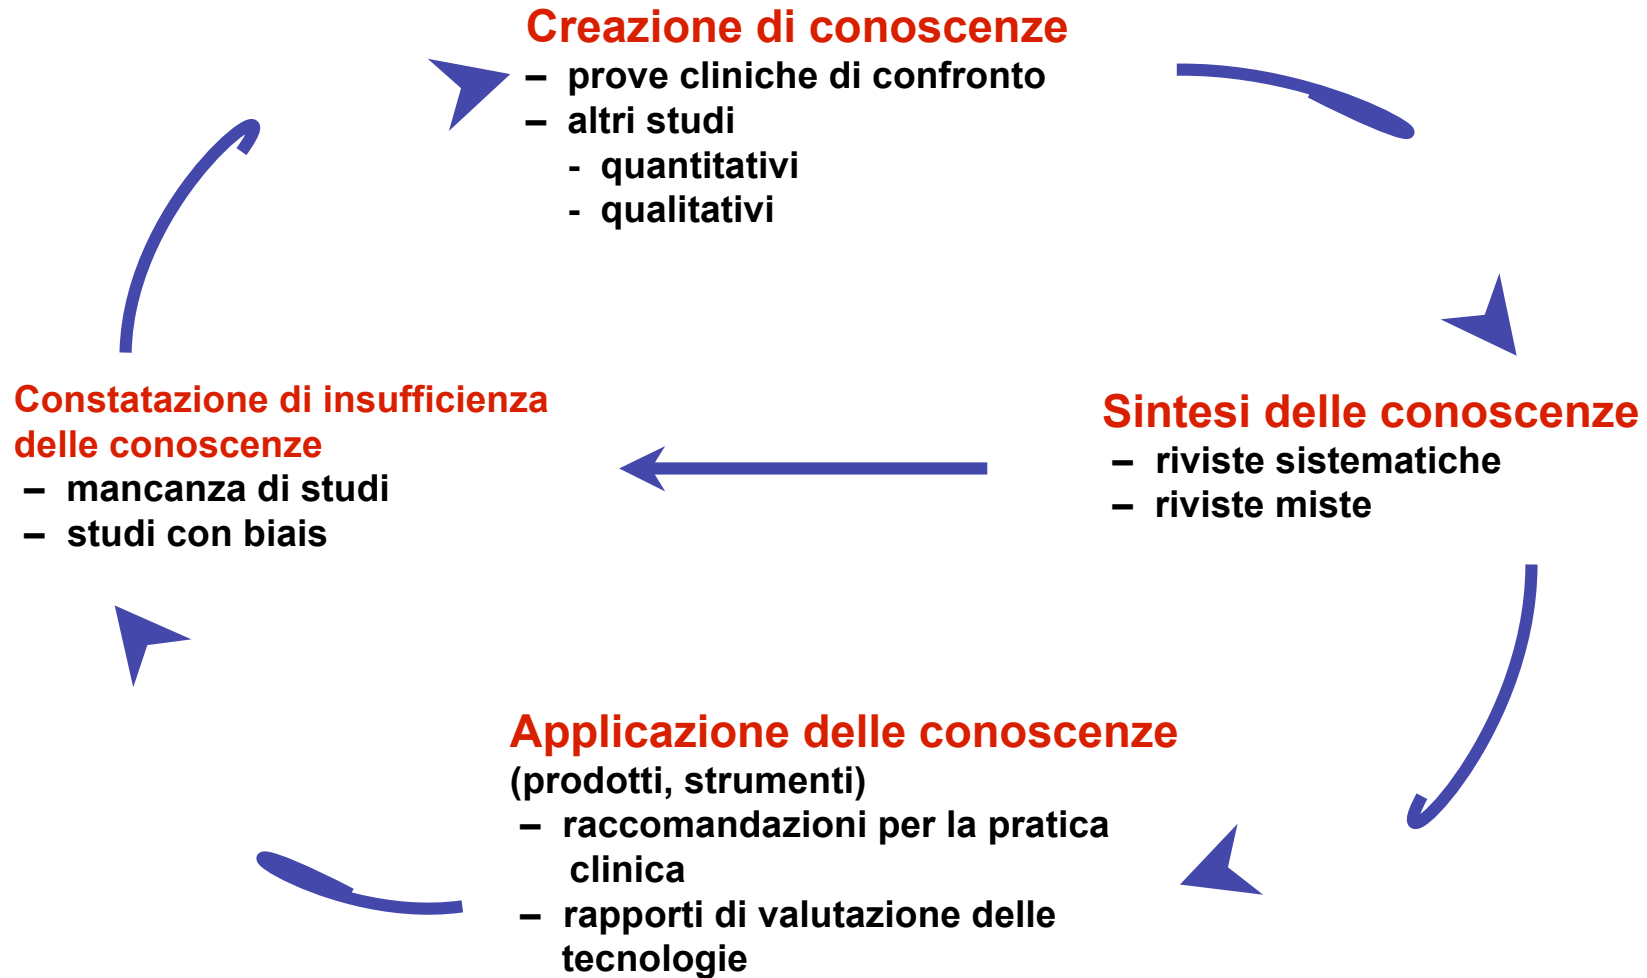 Creazione di conoscenze
– prove cliniche di confronto
– altri studi
- quantitativi
- qualitativi
Constatazione di insufficienza
delle conoscenze
– mancanza di studi
– studi con biais
Sintesi delle conoscenze
– riviste sistematiche
– riviste miste
Applicazione delle conoscenze
(prodotti, strumenti)
– raccomandazioni per la pratica
clinica
– rapporti di valutazione delle
tecnologie